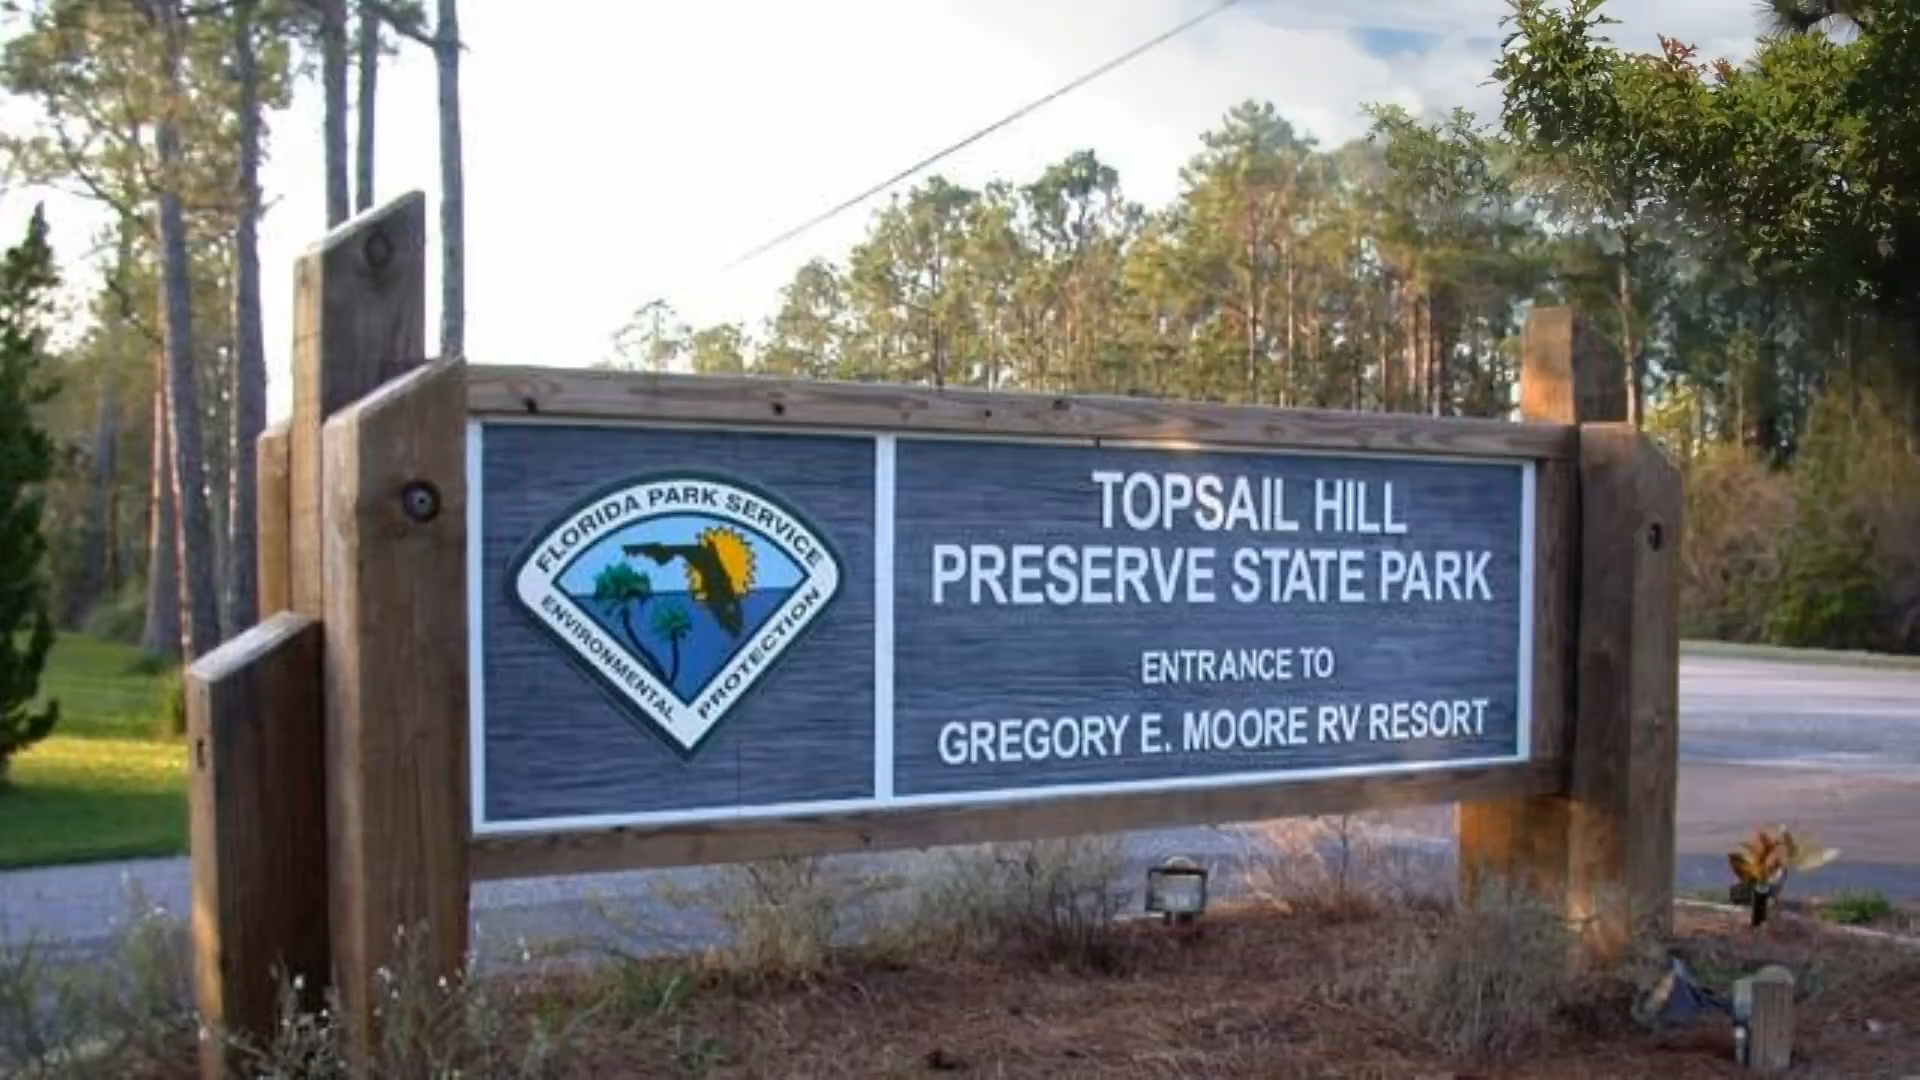 FLORIDA PARK SERVICE
ENVIRONMENTAL PROTECTION
TOPSAIL HILL
PRESERVE STATE PARK
ENTRANCE TO
GREGORY E. MOORE RV RESORT